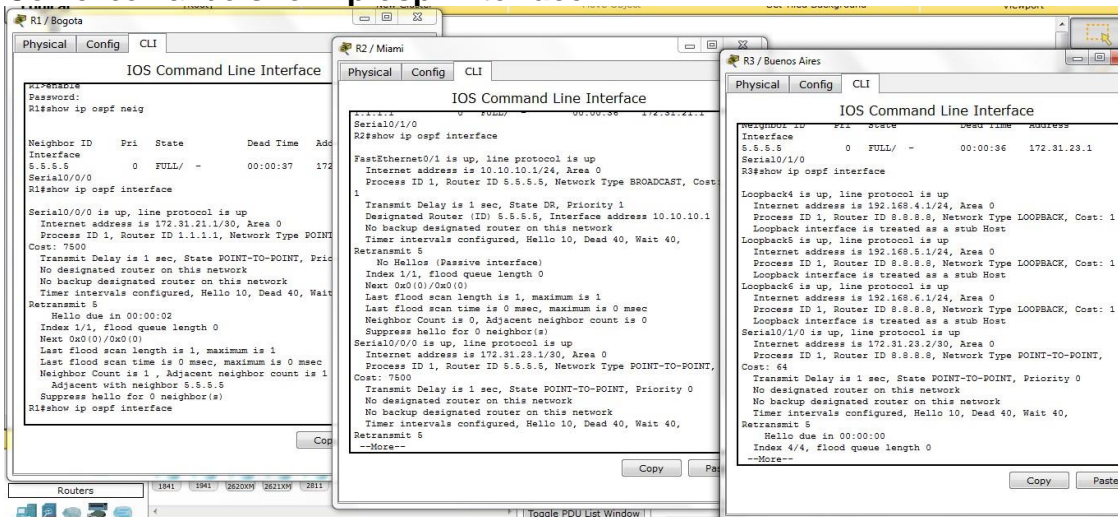 R1 / Bogota
Physical Config CLI
IOS Command Line Interface
R1>enable
Password:
R1#show ip ospf neig
Neighbor ID Pri State Dead Time
Interface
5.5.5.5 0 FULL/ - 00:00:37 172
Serial0/0/0
R1#show ip ospf interface
Serial0/0/0 is up, line protocol is up
Internet address is 172.31.21.1/30, Area 0
Process ID 1, Router ID 1.1.1.1, Network Type POINT
Cost: 7500
Transmit Delay is 1 sec, State POINT-TO-POINT,
No designated router on this network
No backup designated router on this network
Timer intervals configured, Hello 10, Dead 40, Wait
Retransmit 5
Hello due in 00:00:02
Index 1/1, flood queue length 0
Next 0x0(0)/0x0(0)
Last flood scan length is 1, maximum is 1
Last flood scan time is 0 msec, maximum is 0 msec
Neighbor Count is 1 , Adjacent neighbor count is 1
Adjacent with neighbor 5.5.5.5
Suppress hello for 0 neighbor(s)
R1#show ip ospf interface
R2 / Miami
Physical Config CLI
IOS Command Line Interface
1.1.1.1 0 FULL/ - 00:00:36 172.31.21.1
Serial0/1/0
R2#show ip ospf interface
FastEthernet0/1 is up, line protocol is up
Internet address is 10.10.10.1/24, Area 0
Process ID 1, Router ID 5.5.5.5, Network Type BROADCAST, Cost:
1
Transmit Delay is 1 sec, State DR, Priority 1
Designated Router (ID) 5.5.5.5, Interface address 10.10.10.1
No backup designated router on this network
Timer intervals configured, Hello 10, Dead 40, Wait 40,
Retransmit 5
No Hellos (Passive interface)
Index 1/1, flood queue length 0
Next 0x0(0)/0x0(0)
Last flood scan length is 1, maximum is 1
Last flood scan time is 0 msec, maximum is 0 msec
Neighbor Count is 0, Adjacent neighbor count is 0
Suppress hello for 0 neighbor(s)
Serial0/0/0 is up, line protocol is up
Internet address is 172.31.23.1/30, Area 0
Process ID 1, Router ID 5.5.5.5, Network Type POINT-TO-POINT,
Cost: 7500
Transmit Delay is 1 sec, State POINT-TO-POINT, Priority 0
No designated router on this network
No backup designated router on this network
Timer intervals configured, Hello 10, Dead 40, Wait 40,
Retransmit 5
--More--
Copy
R3 / Buenos Aires
Physical Config CLI
IOS Command Line Interface
Neighbor ID Pri State Dead Time Address
Interface
5.5.5.5 0 FULL/ - 00:00:36 172.31.23.1
Serial0/1/0
R3#show ip ospf interface
Loopback4 is up, line protocol is up
Internet address is 192.168.4.1/24, Area 0
Process ID 1, Router ID 8.8.8.8, Network Type LOOPBACK, Cost: 1
Loopback interface is treated as a stub Host
Loopback5 is up, line protocol is up
Internet address is 192.168.5.1/24, Area 0
Process ID 1, Router ID 8.8.8.8, Network Type LOOPBACK, Cost: 1
Loopback interface is treated as a stub Host
Loopback6 is up, line protocol is up
Internet address is 192.168.6.1/24, Area 0
Process ID 1, Router ID 8.8.8.8, Network Type LOOPBACK, Cost: 1
Loopback interface is treated as a stub Host
Serial0/1/0 is up, line protocol is up
Internet address is 172.31.23.2/30, Area 0
Process ID 1, Router ID 8.8.8.8, Network Type POINT-TO-POINT,
Cost: 64
Transmit Delay is 1 sec, State POINT-TO-POINT, Priority 0
No designated router on this network
No backup designated router on this network
Timer intervals configured, Hello 10, Dead 40, Wait 40,
Retransmit 5
Hello due in 00:00:00
Index 4/4, flood queue length 0
--More--
Copy Paste
Routers
1841 1941 2620XM 2621XM 2811
Toggle PDU List Window